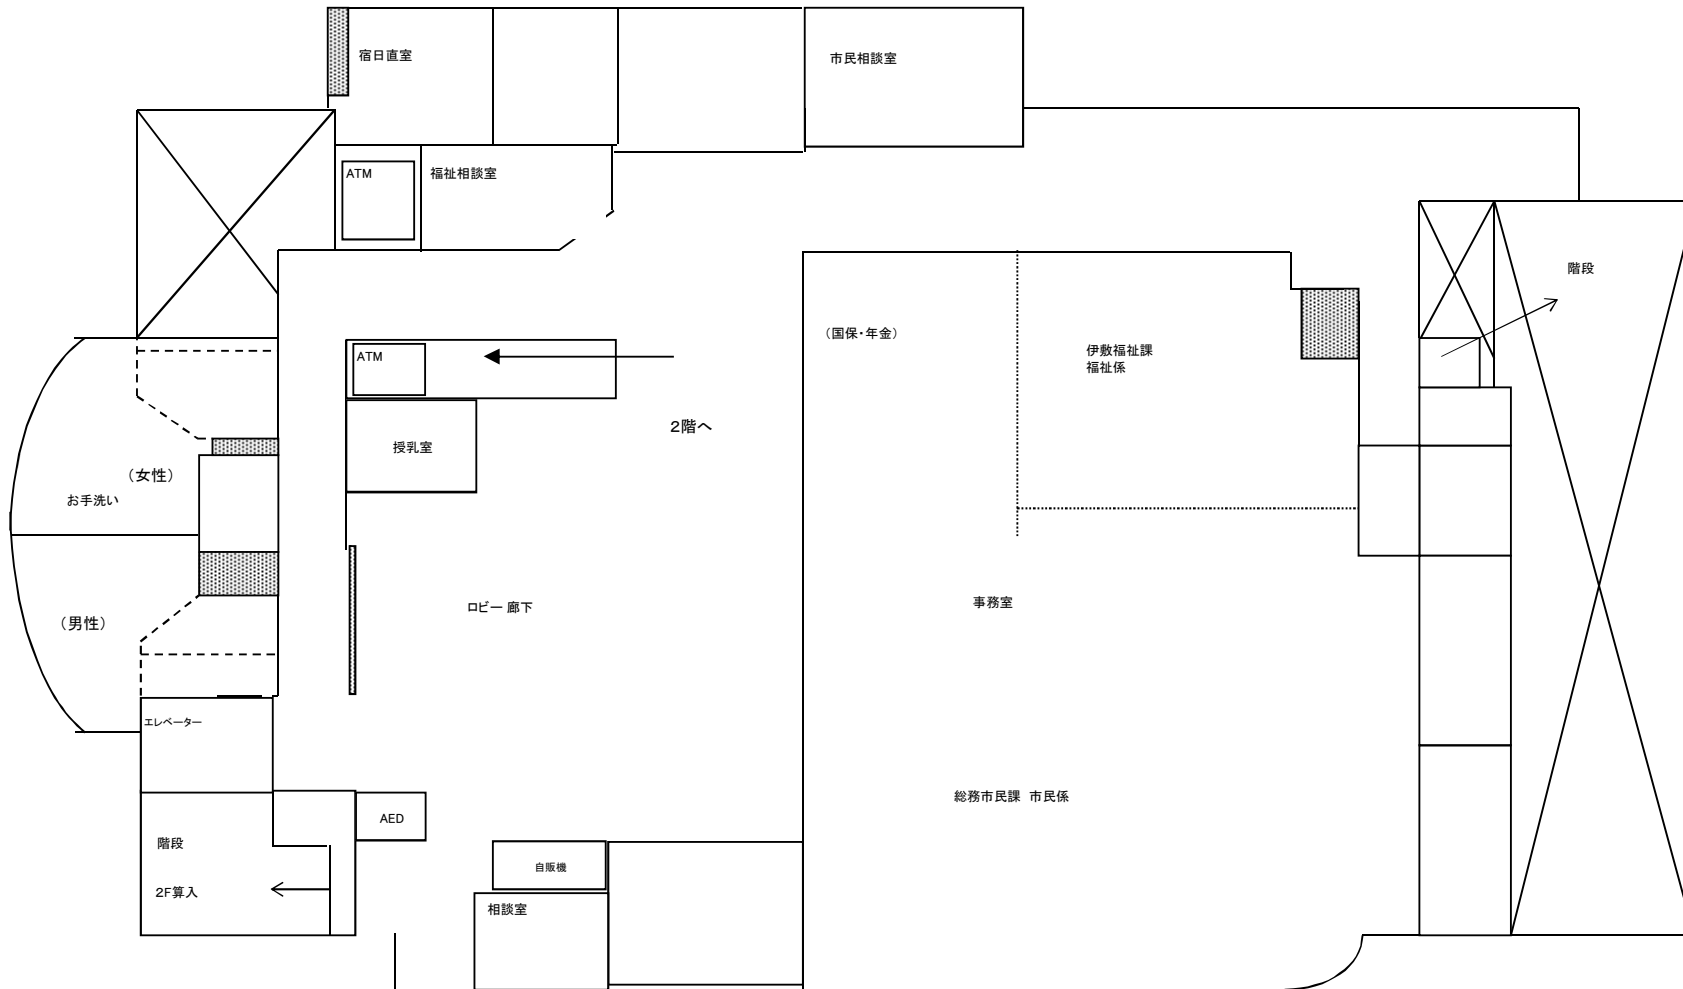 宿日直室
市民相談室
ATM
福祉相談室
階段
(国保・年金)
ATM
伊敷福祉課
福祉係
2階へ
授乳室
(女性)
お手洗い
ロビー 廊下
事務室
(男性)
エレベーター
総務市民課 市民係
AED
階段
自販機
2F算入
相談室